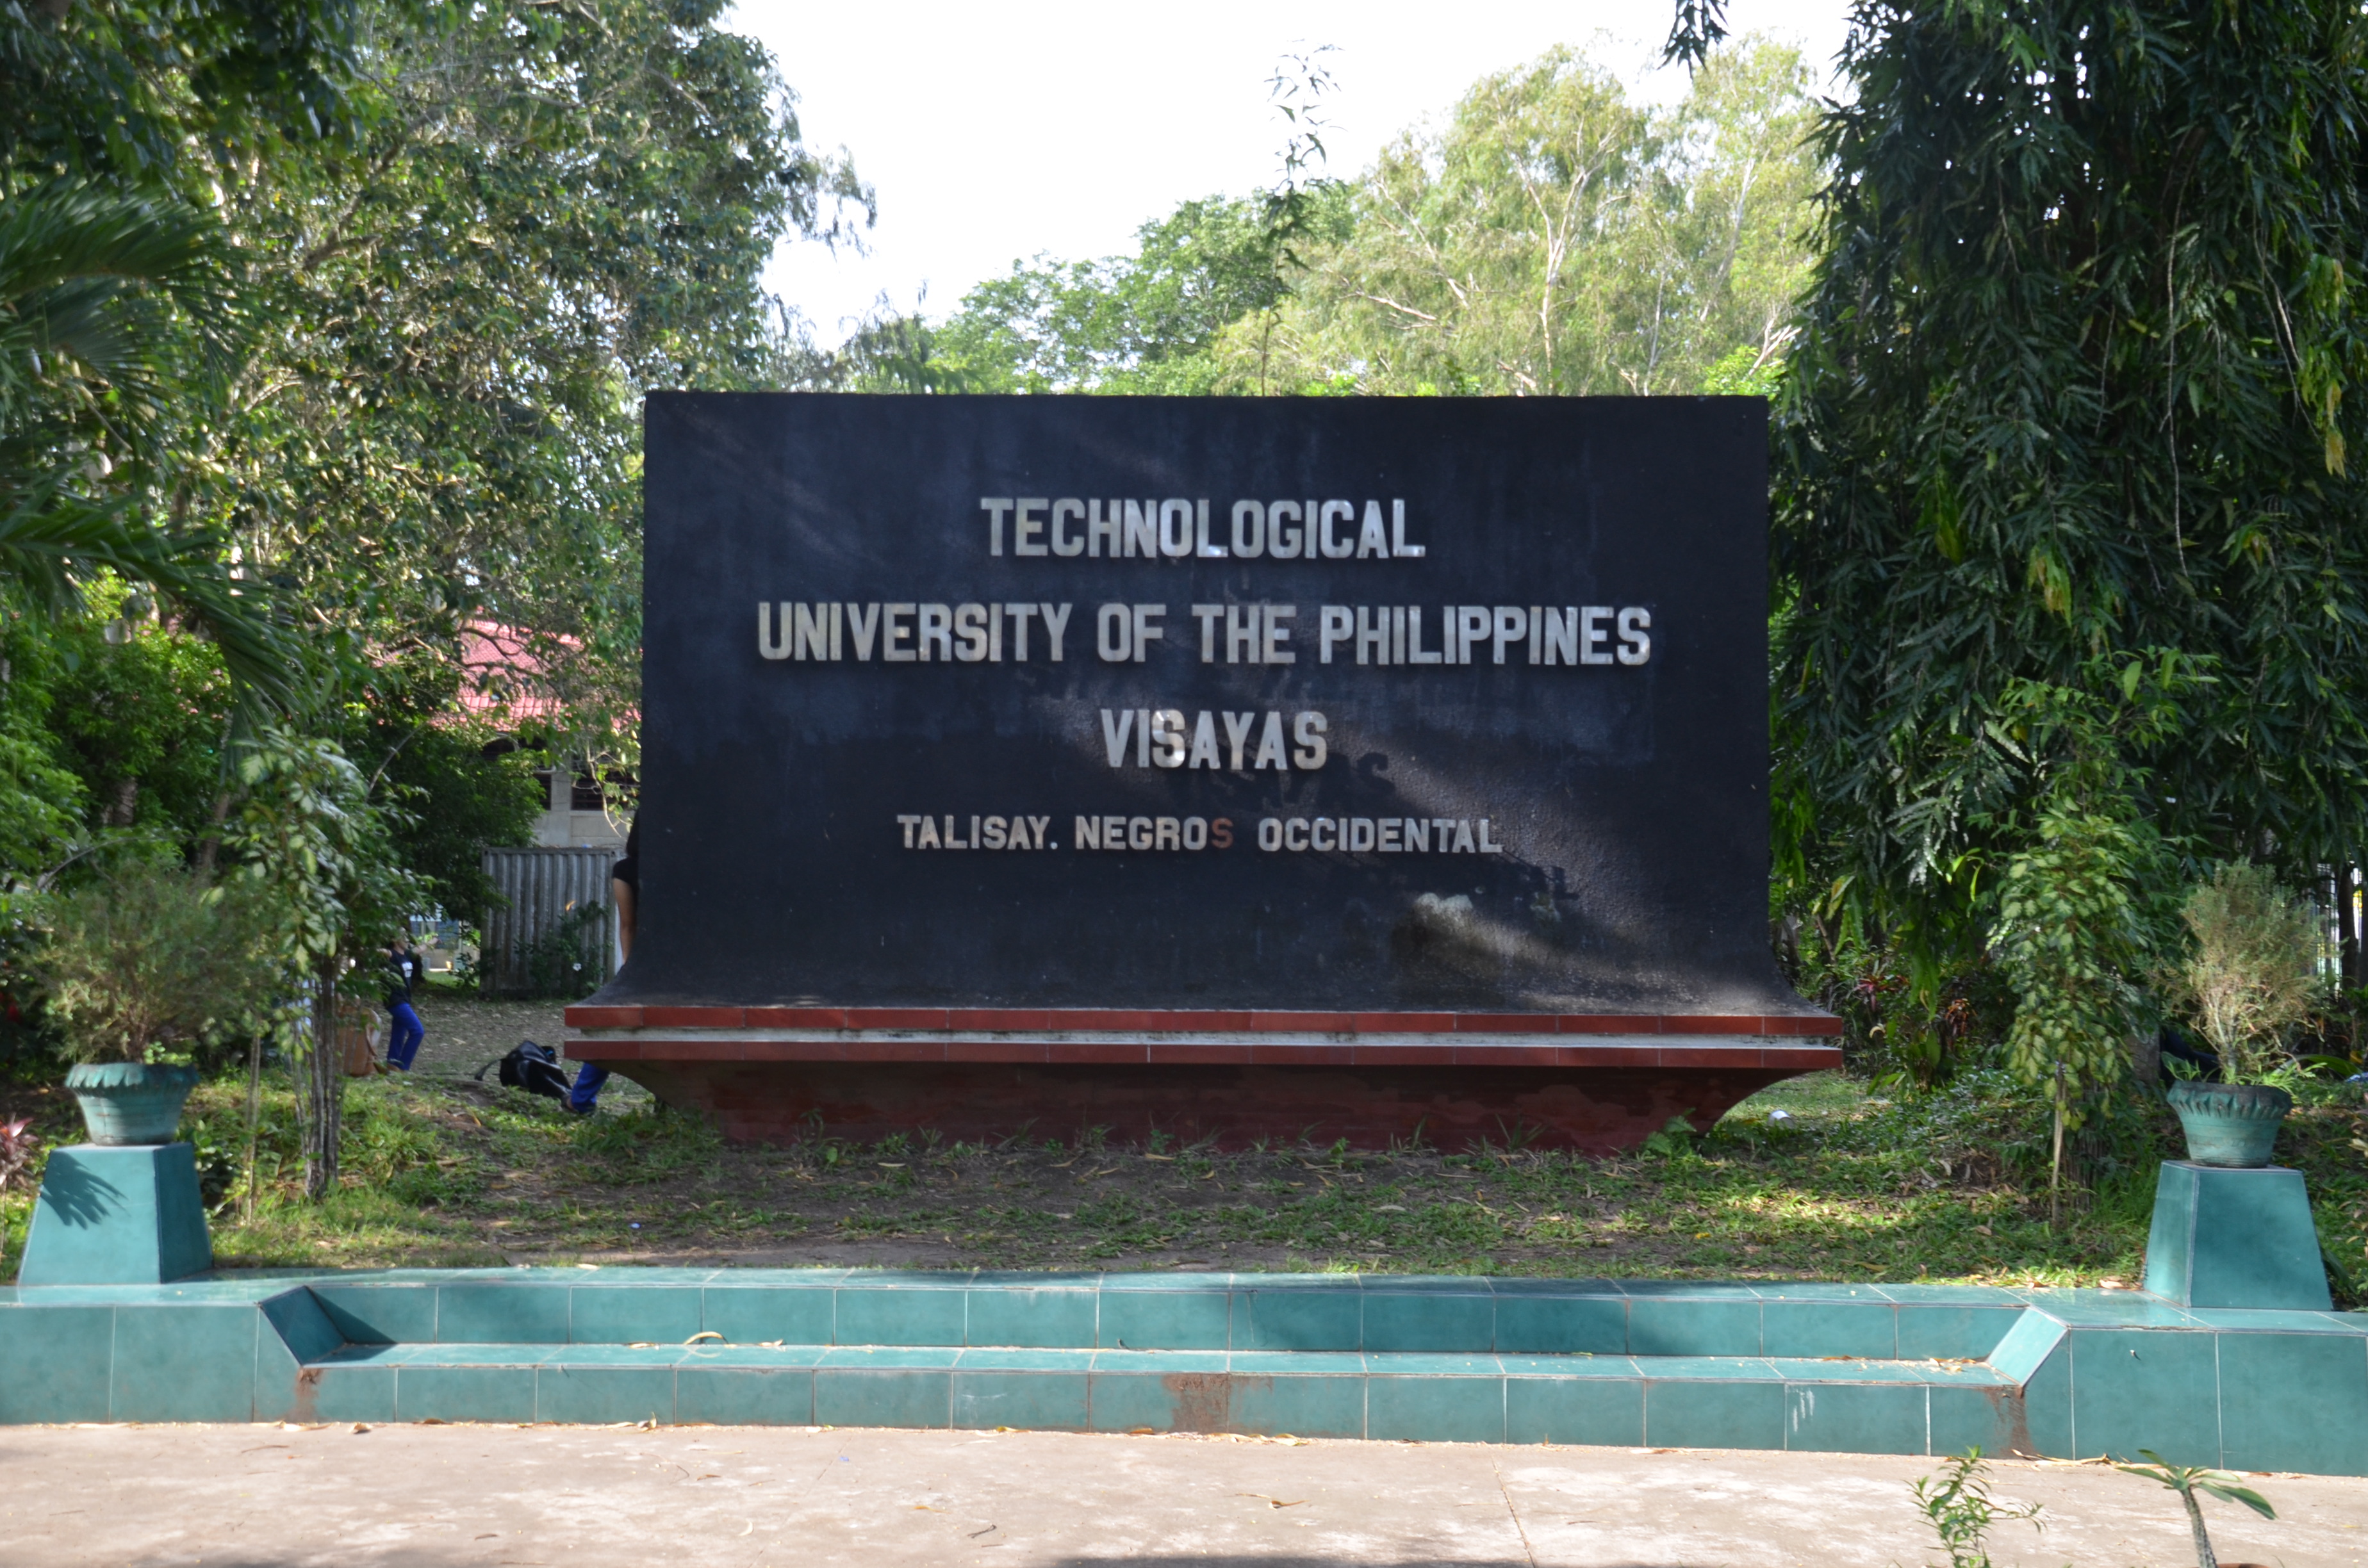 TECHNOLOGICAL
UNIVERSITY OF THE PHILIPPINES
VISAYAS
TALISAY. NEGROS OCCIDENTAL